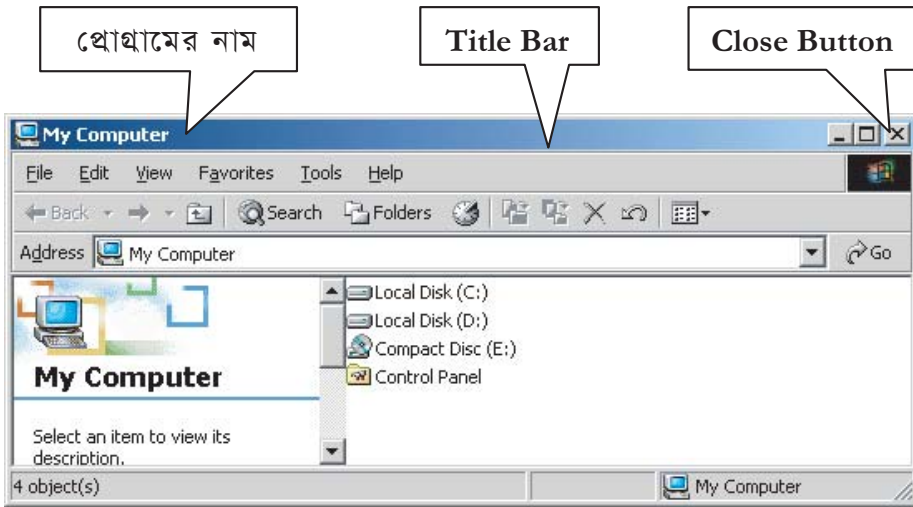 প্রোগ্রামের নাম
Title Bar
Close Button
My Computer
File Edit View Favorites Tools Help
Back Search Folders
Address My Computer Go
Local Disk (C:)
Local Disk (D:)
Compact Disc (E:)
Control Panel
My Computer
Select an item to view its
description.
4 object(s) My Computer